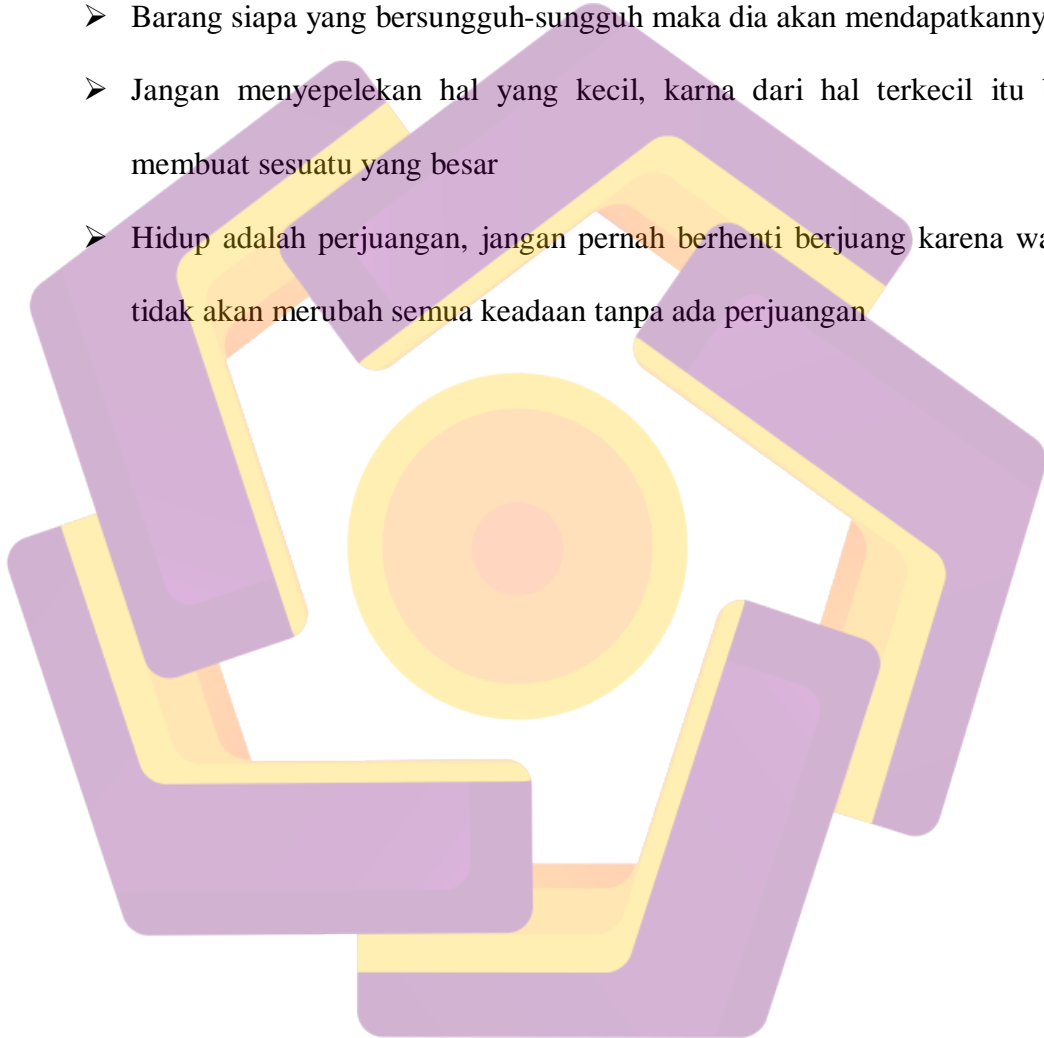 ➢ Barang siapa yang bersungguh-sungguh maka dia akan mendapatkanny
➢ Jangan menyepelekan hal yang kecil, karna dari hal terkecil itu
membuat sesuatu yang besar
➢ Hidup adalah perjuangan, jangan pernah berhenti berjuang karena wa
tidak akan merubah semua keadaan tanpa ada perjuangan